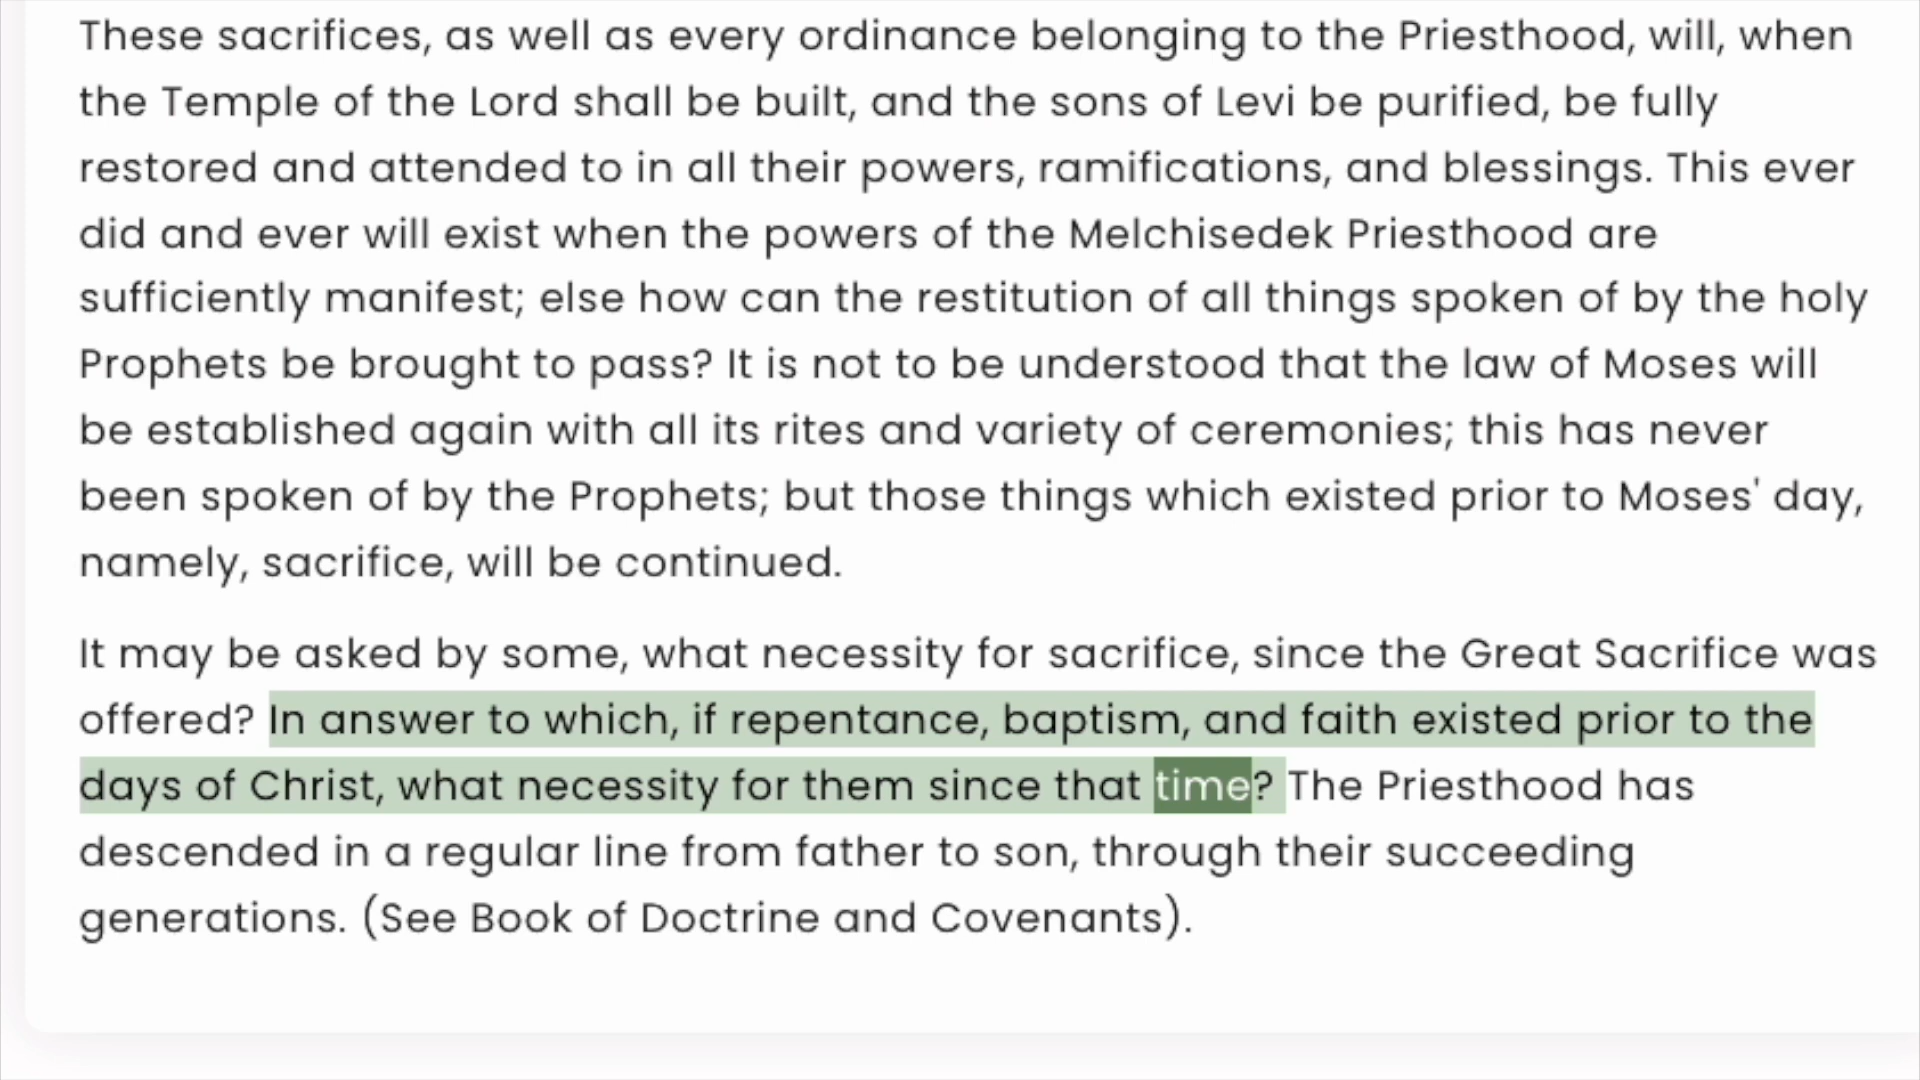 These sacrifices, as well as every ordinance belonging to the Priesthood, will, when
the Temple of the Lord shall be built, and the sons of Levi be purified, be fully
restored and attended to in all their powers, ramifications, and blessings. This ever
did and ever will exist when the powers of the Melchisedek Priesthood are
sufficiently manifest; else how can the restitution of all things spoken of by the holy
Prophets be brought to pass? It is not to be understood that the law of Moses will
be established again with all its rites and variety of ceremonies; this has never
been spoken of by the Prophets; but those things which existed prior to Moses' day,
namely, sacrifice, will be continued.
It may be asked by some, what necessity for sacrifice, since the Great Sacrifice was
offered? In answer to which, if repentance, baptism, and faith existed prior to the
days of Christ, what necessity for them since that time? The Priesthood has
descended in a regular line from father to son, through their succeeding
generations. (See Book of Doctrine and Covenants).